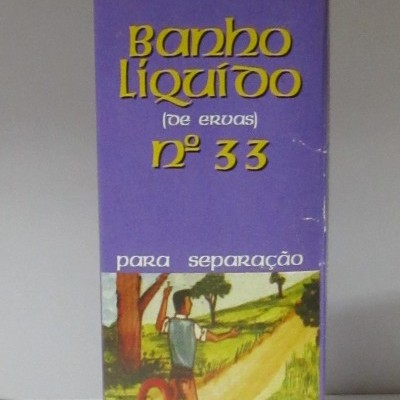 Banho
Líquido
(de ervas)
Nº 33
para separação